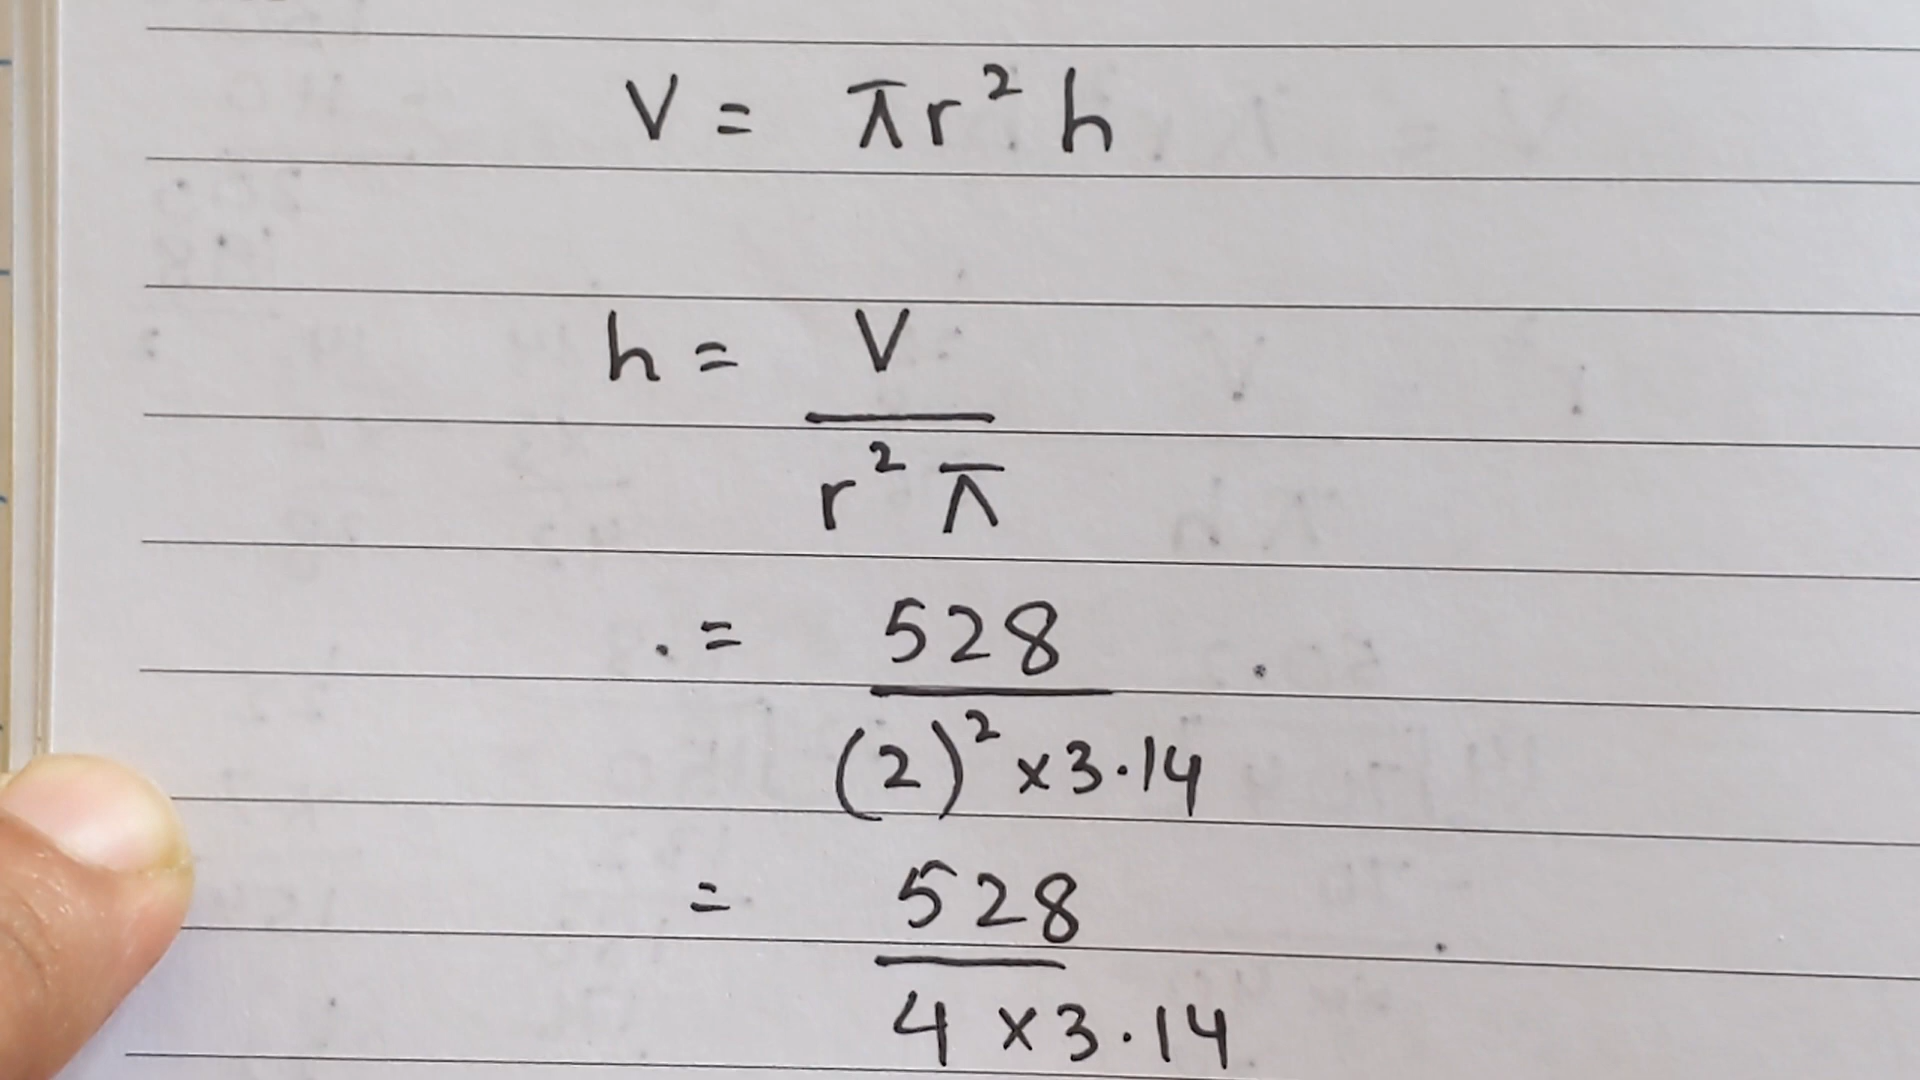 V = πr² h
h = V
r² π
= 528
(2)² × 3.14
= 528
4 × 3.14